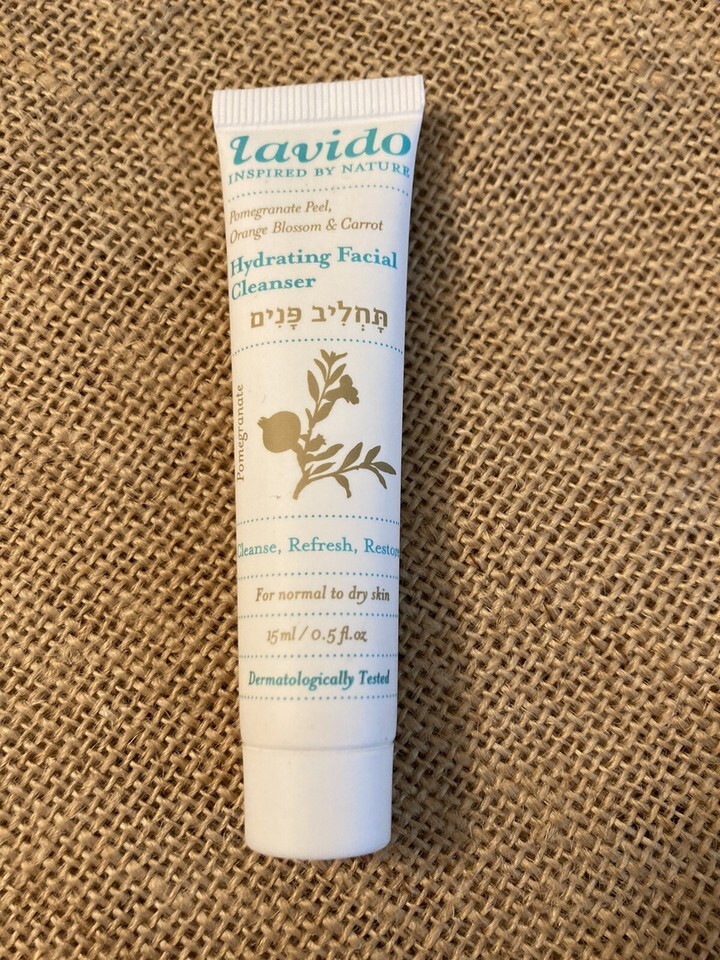 lavido
INSPIRED BY NATURE
Pomegranate Peel,
Orange Blossom & Carrot
Hydrating Facial
Cleanser
תַּחְלִיב פָּנִים
Pomegranate
Cleanse, Refresh, Restore
For normal to dry skin
15ml / 0.5 fl.oz
Dermatologically Tested